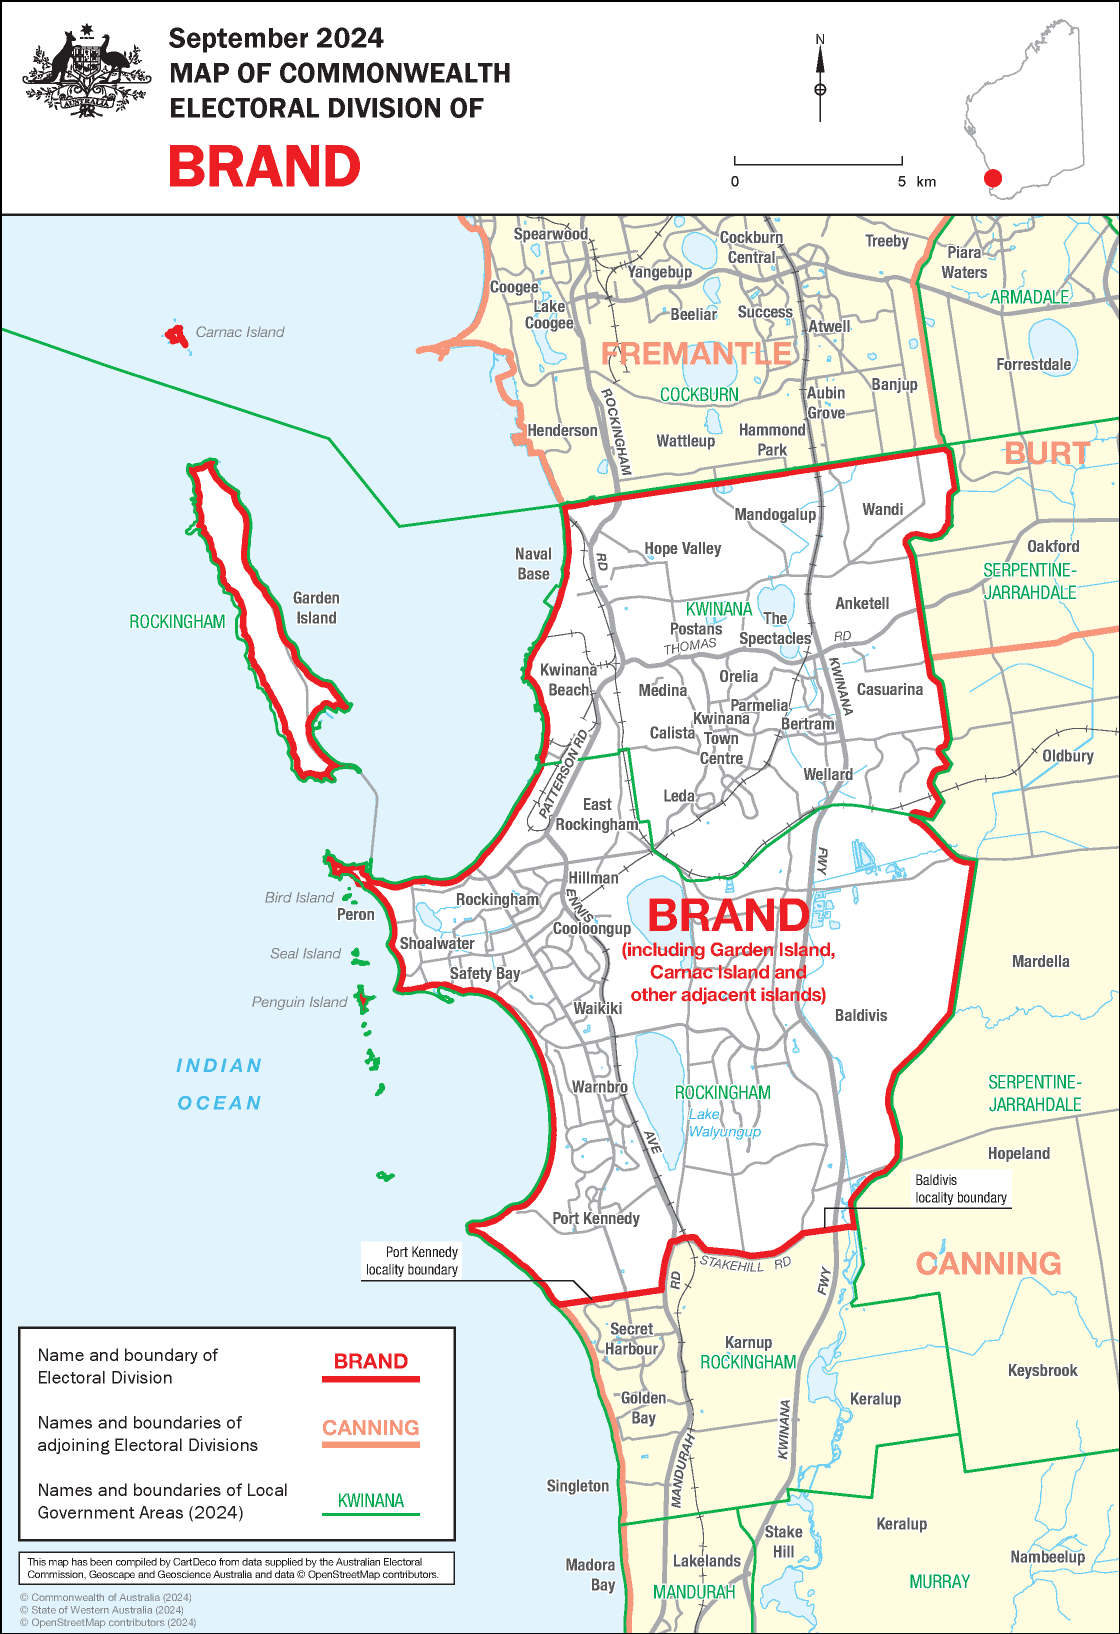 September 2024
MAP OF COMMONWEALTH
ELECTORAL DIVISION OF
BRAND
AUSTRALIA
N
0 5 km
Spearwood
Cockburn
Central
Treeby
Piara
Waters
Yangebup
Coogee
ARMADALE
Lake
Coogee
Beeliar
Success
Atwell
Carnac Island
FREMANTLE
Forrestdale
COCKBURN
Banjup
Aubin
Grove
ROCKINGHAM
Henderson
Wattleup
Hammond
Park
BURT
Mandogalup
Wandi
Naval
Base
RD
Hope Valley
Oakford
SERPENTINE-
JARRAHDALE
Garden
Island
ROCKINGHAM
KWINANA
Anketell
Postans
The
Spectacles
THOMAS
RD
Kwinana
Beach
Orelia
Medina
KWINANA
Casuarina
Parmelia
Kwinana
Town
Centre
Calista
Bertram
PATTERSON RD
Oldbury
Wellard
Leda
East
Rockingham
FWY
Hillman
Bird Island
Rockingham
ENNIS
Peron
BRAND
(including Garden Island,
Carnac Island and
other adjacent islands)
Cooloongup
Shoalwater
Seal Island
Safety Bay
Mardella
Penguin Island
Waikiki
Baldivis
INDIAN
OCEAN
Warnbro
ROCKINGHAM
SERPENTINE-
JARRAHDALE
Lake
Walyungup
AVE
Hopeland
Baldivis
locality boundary
Port Kennedy
Port Kennedy
locality boundary
STAKEHILL RD
CANNING
RD
FWY
Secret
Harbour
Karnup
ROCKINGHAM
Keysbrook
Golden
Bay
Keralup
KWINANA
MANDURAH
Singleton
Stake
Hill
Keralup
Nambeelup
Madora
Bay
Lakelands
MANDURAH
MURRAY
Name and boundary of
Electoral Division
BRAND
Names and boundaries of
adjoining Electoral Divisions
CANNING
Names and boundaries of Local
Government Areas (2024)
KWINANA
This map has been compiled by CartDeco from data supplied by the Australian Electoral
Commission, Geoscape and Geoscience Australia and data © OpenStreetMap contributors.
© Commonwealth of Australia (2024)
© State of Western Australia (2024)
© OpenStreetMap contributors (2024)